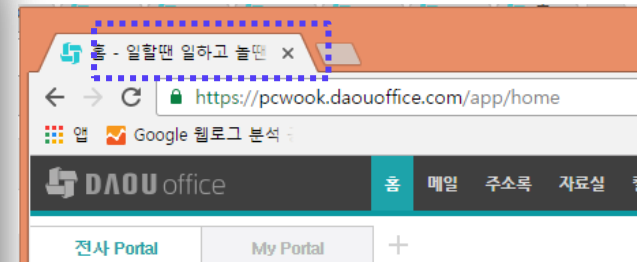 홈 - 일할땐 일하고 놀땐
https://pcwook.daouoffice.com/app/home
앱 Google 웹로그 분석
DAOU office 홈 메일 주소록 자료실
전사 Portal My Portal